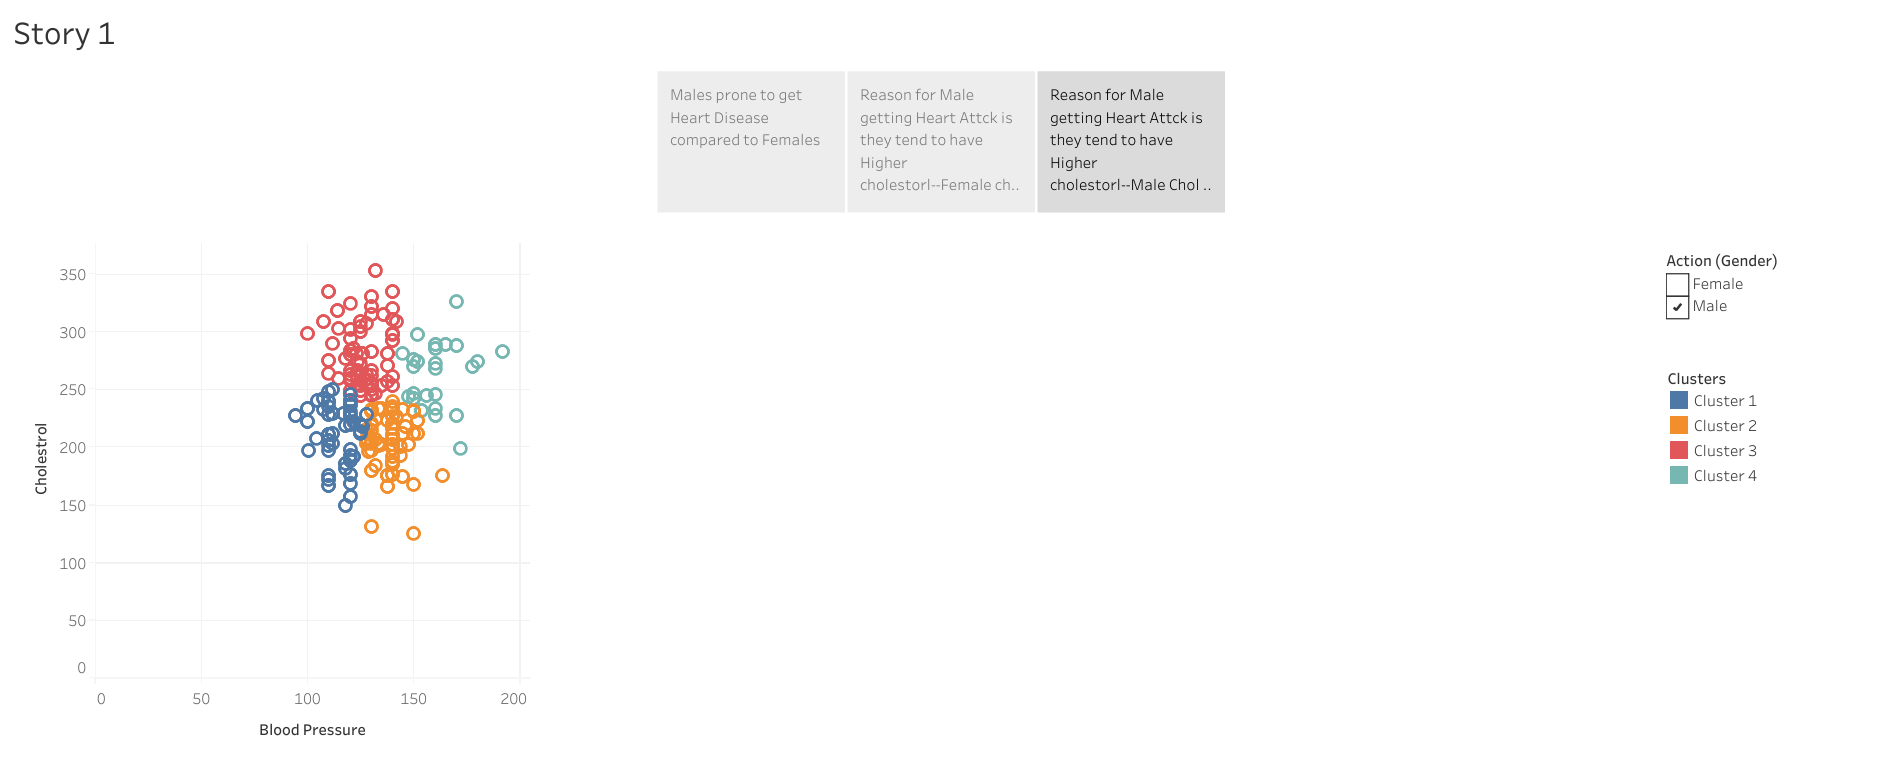 Story 1
Males prone to get
Heart Disease
compared to Females
Reason for Male
getting Heart Attck is
they tend to have
Higher
cholestorl--Female ch..
Reason for Male
getting Heart Attck is
they tend to have
Higher
cholestorl--Male Chol ..
350
300
250
200
150
100
50
0
Cholestrol
0 50 100 150 200
Blood Pressure
Action (Gender)
Female
Male
Clusters
Cluster 1
Cluster 2
Cluster 3
Cluster 4